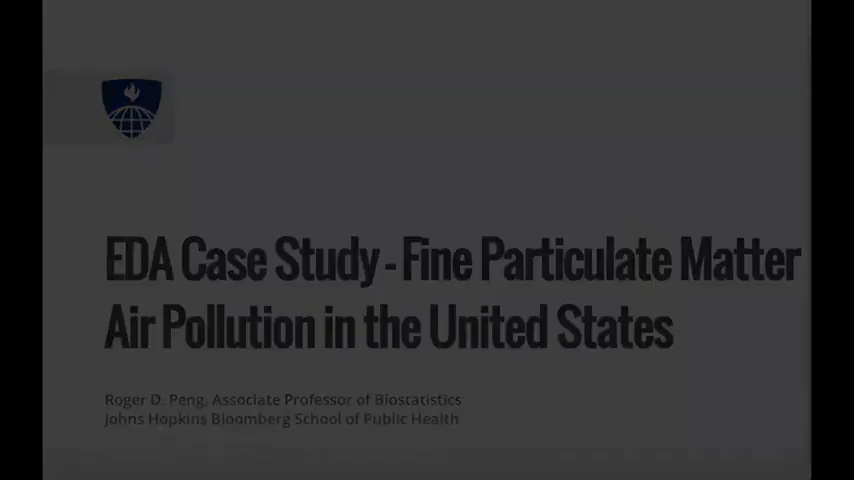 EDA Case Study - Fine Particulate Matter
Air Pollution in the United States
Roger D. Peng, Associate Professor of Biostatistics
Johns Hopkins Bloomberg School of Public Health